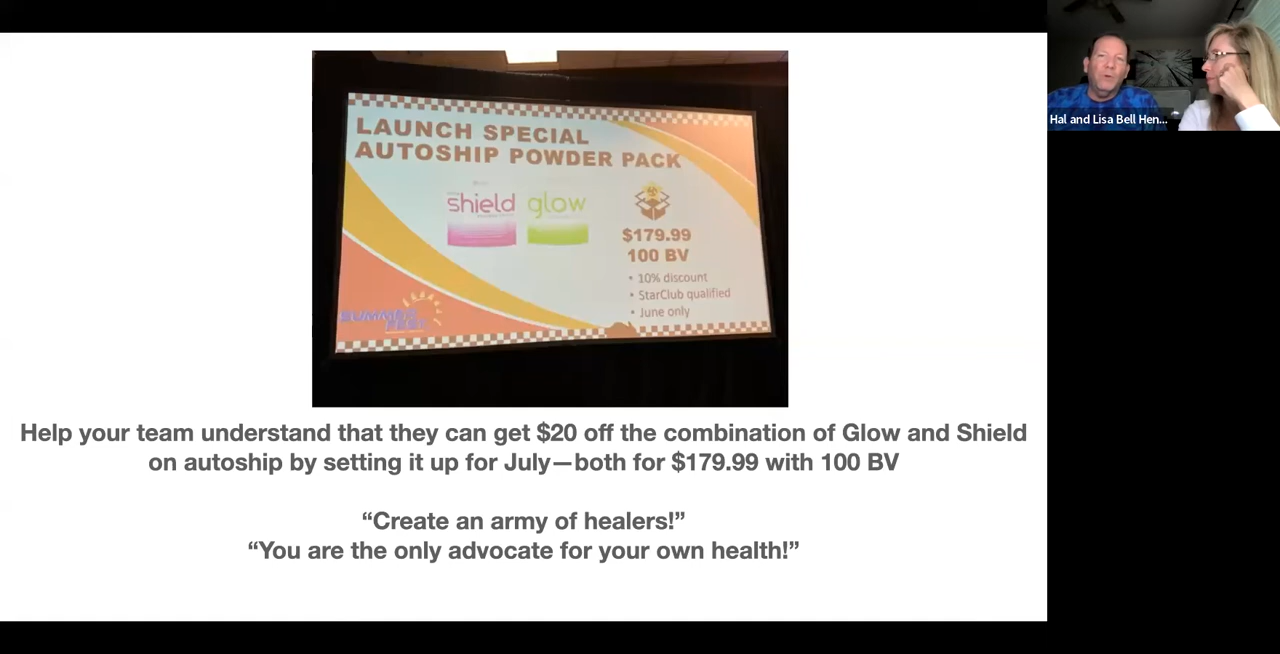 LAUNCH SPECIAL
AUTOSHIP POWDER PACK
shield
glow
$179.99
100 BV
• 10% discount
• StarClub qualified
• June only
SUMMER
FEST
Help your team understand that they can get $20 off the combination of Glow and Shield
on autoship by setting it up for July—both for $179.99 with 100 BV
“Create an army of healers!”
“You are the only advocate for your own health!”
Hal and Lisa Bell Hen...